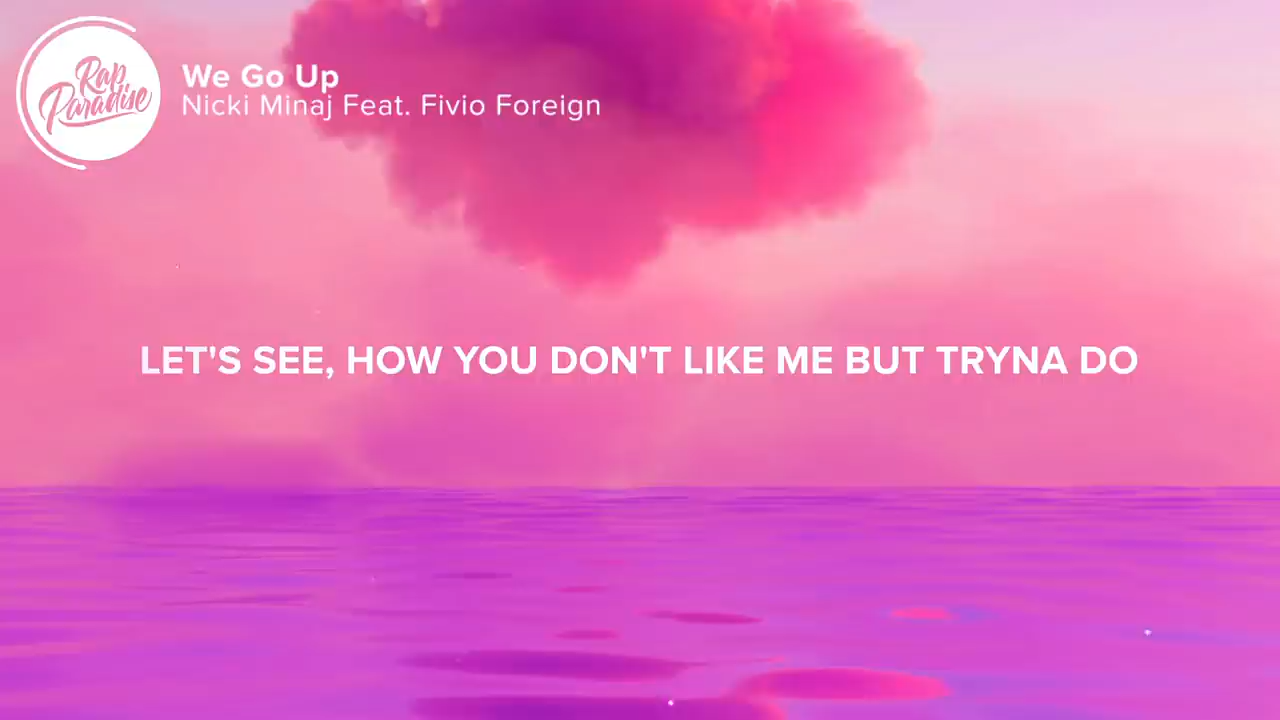 Rap
Paradise
We Go Up
Nicki Minaj Feat. Fivio Foreign
LET'S SEE, HOW YOU DON'T LIKE ME BUT TRYNA DO